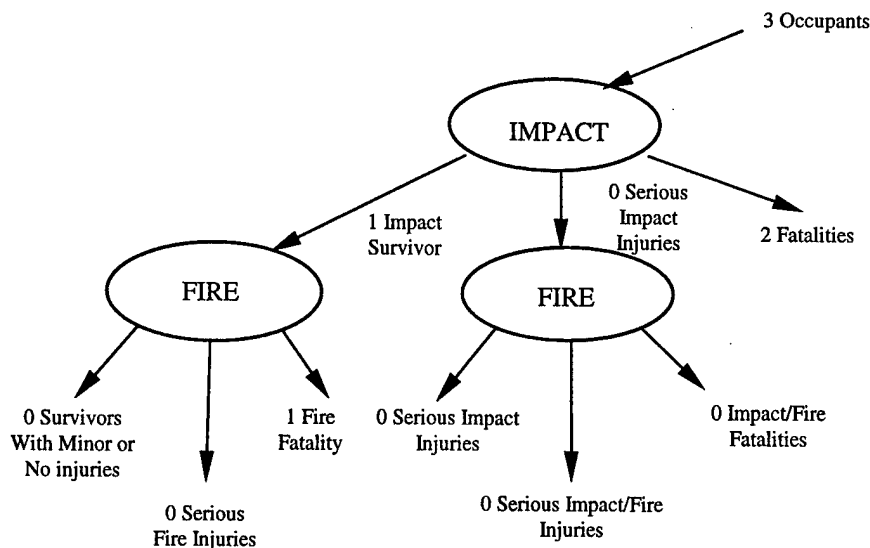 3 Occupants
IMPACT
1 Impact
Survivor
0 Serious
Impact
Injuries
2 Fatalities
FIRE
FIRE
0 Survivors
With Minor or
No injuries
0 Serious
Fire Injuries
1 Fire
Fatality
0 Serious Impact
Injuries
0 Serious Impact/Fire
Injuries
0 Impact/Fire
Fatalities